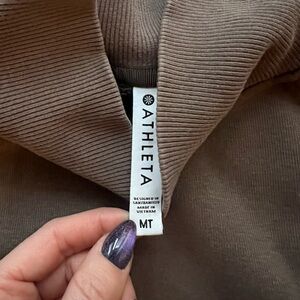 ATHLETA
DESIGNED IN
SAN FRANCISCO
MADE IN
VIETNAM
MT